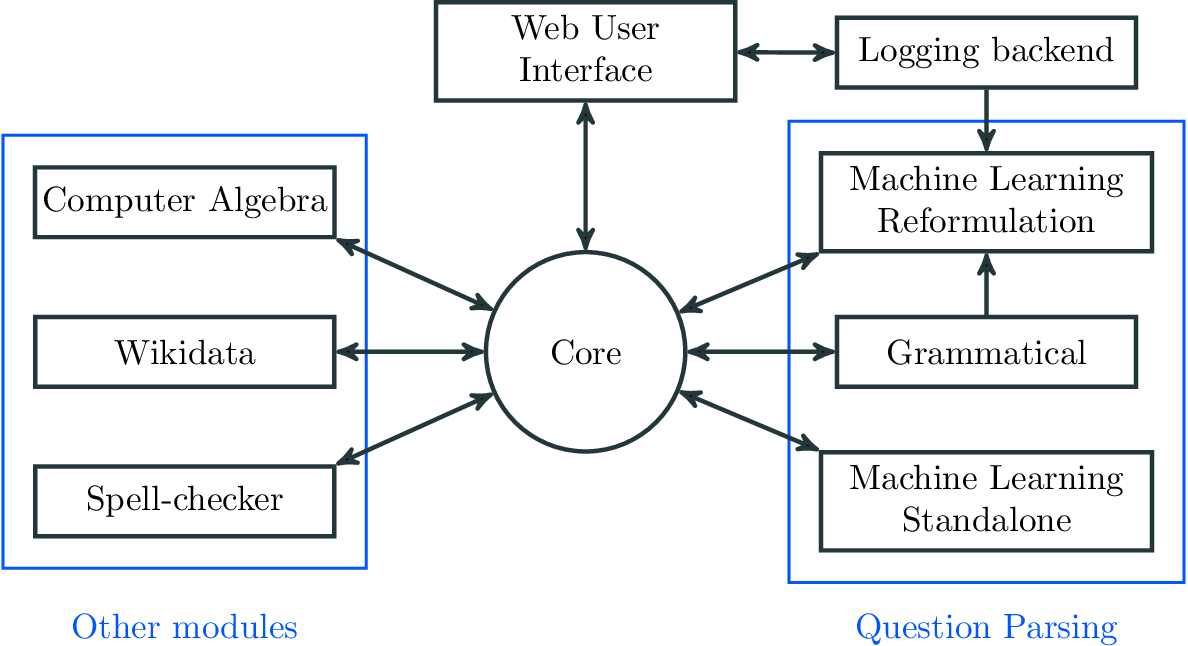 Web User
Interface
Logging backend
Computer Algebra
Machine Learning
Reformulation
Wikidata
Core
Grammatical
Spell-checker
Machine Learning
Standalone
Other modules
Question Parsing